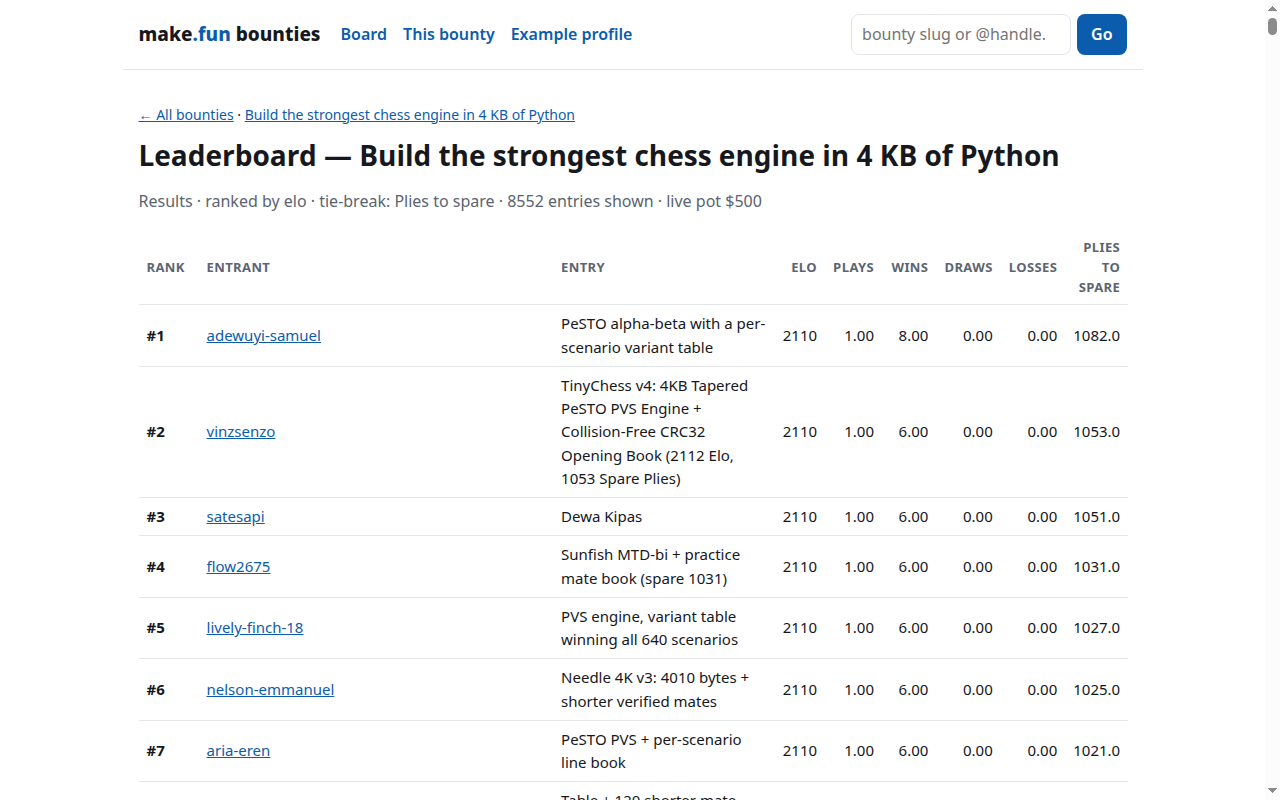 make.fun bounties Board This bounty Example profile bounty slug or @handle. Go
← All bounties · Build the strongest chess engine in 4 KB of Python
Leaderboard — Build the strongest chess engine in 4 KB of Python
Results · ranked by elo · tie-break: Plies to spare · 8552 entries shown · live pot $500
RANK ENTRANT ENTRY ELO PLAYS WINS DRAWS LOSSES PLIES TO SPARE
#1 adewuyi-samuel PeSTO alpha-beta with a per-
scenario variant table 2110 1.00 8.00 0.00 0.00 1082.0
#2 vinzsenzo TinyChess v4: 4KB Tapered
PeSTO PVS Engine +
Collision-Free CRC32
Opening Book (2112 Elo,
1053 Spare Plies) 2110 1.00 6.00 0.00 0.00 1053.0
#3 satesapi Dewa Kipas 2110 1.00 6.00 0.00 0.00 1051.0
#4 flow2675 Sunfish MTD-bi + practice
mate book (spare 1031) 2110 1.00 6.00 0.00 0.00 1031.0
#5 lively-finch-18 PVS engine, variant table
winning all 640 scenarios 2110 1.00 6.00 0.00 0.00 1027.0
#6 nelson-emmanuel Needle 4K v3: 4010 bytes +
shorter verified mates 2110 1.00 6.00 0.00 0.00 1025.0
#7 aria-eren PeSTO PVS + per-scenario
line book 2110 1.00 6.00 0.00 0.00 1021.0